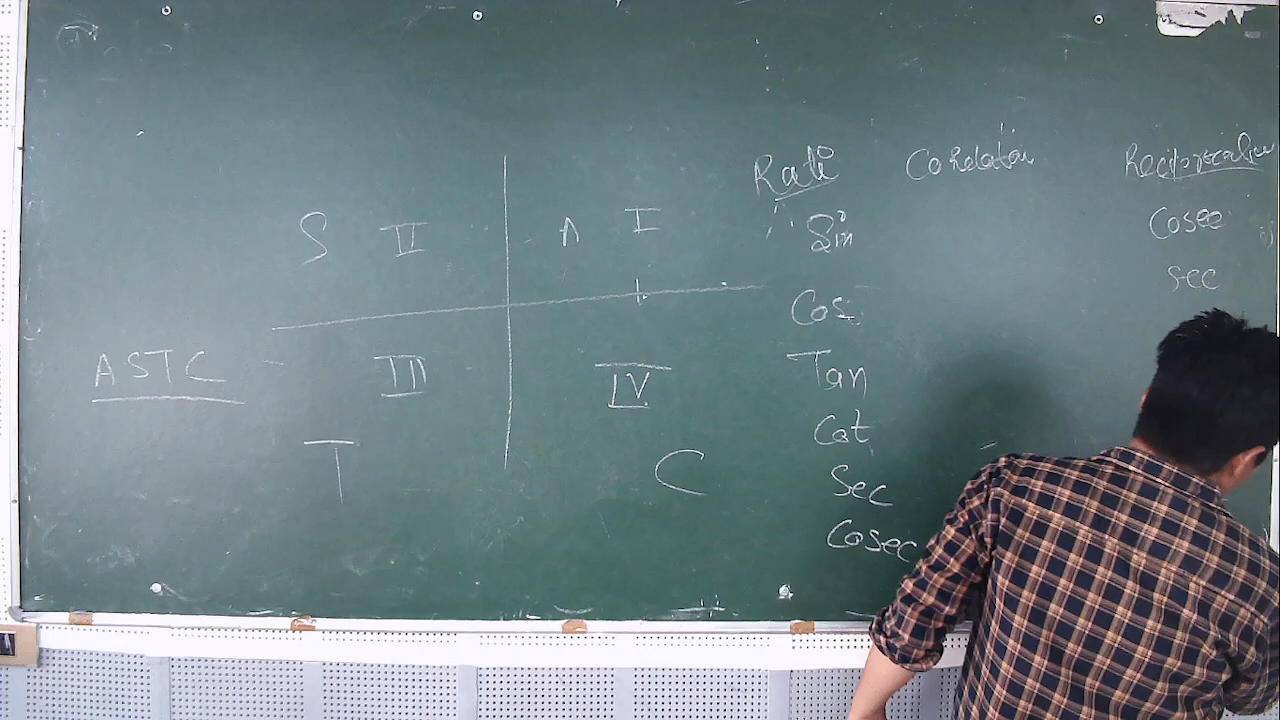 S II A I
ASTC III IV
T C
Ratio Corelation Reciprocal
Sin Cosec
Cos Sec
Tan
Cot
Sec
Cosec